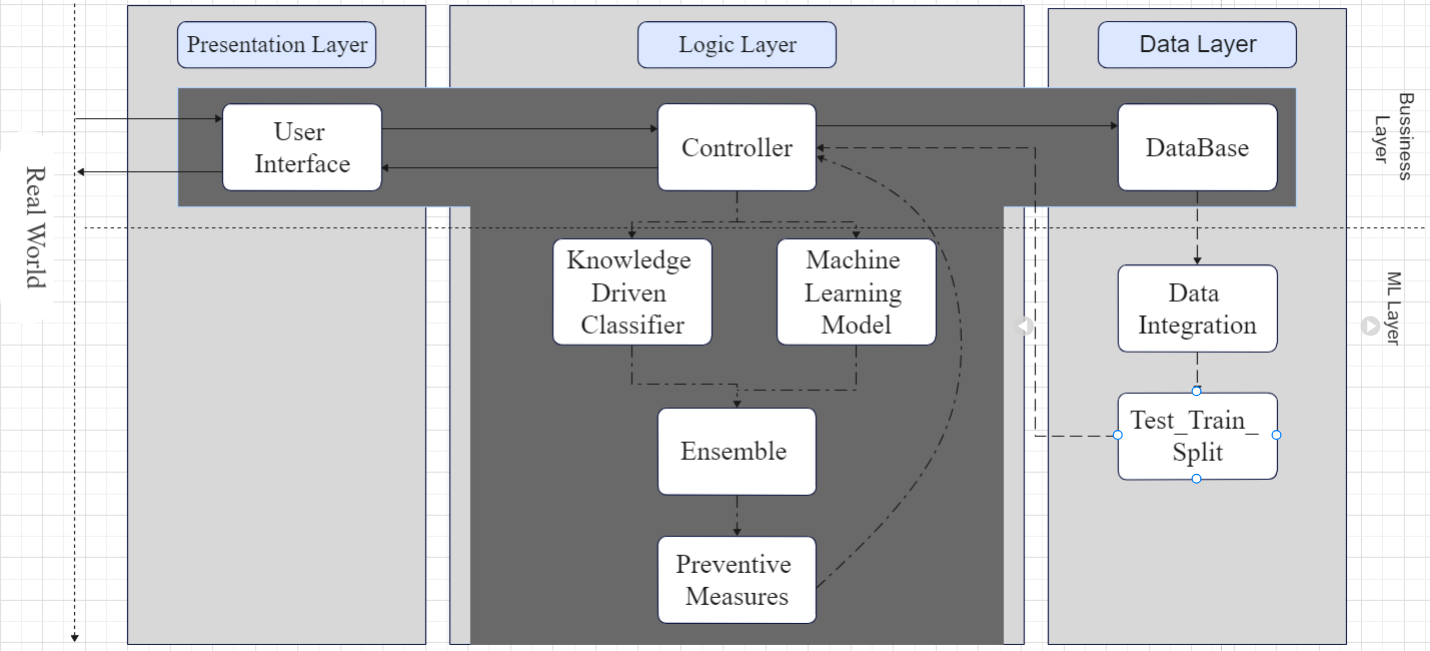 Presentation Layer
Logic Layer
Data Layer
User
Interface
Controller
DataBase
Bussiness
Layer
Real World
Knowledge
Driven
Classifier
Machine
Learning
Model
Data
Integration
ML Layer
Test_Train_
Split
Ensemble
Preventive
Measures